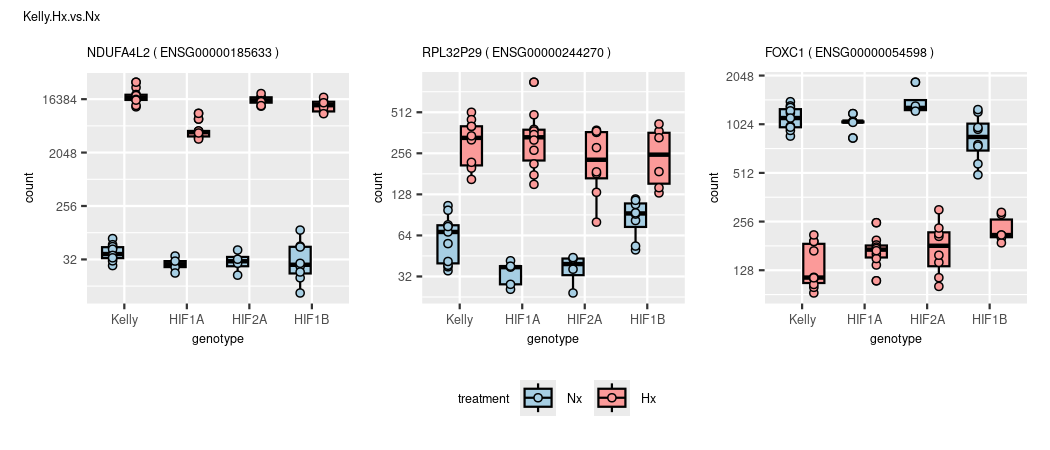 Kelly.Hx.vs.Nx
NDUFA4L2 ( ENSG00000185633 )
count
16384
2048
256
32
Kelly HIF1A HIF2A HIF1B
genotype
RPL32P29 ( ENSG00000244270 )
count
512
256
128
64
32
Kelly HIF1A HIF2A HIF1B
genotype
FOXC1 ( ENSG00000054598 )
count
2048
1024
512
256
128
Kelly HIF1A HIF2A HIF1B
genotype
treatment Nx Hx